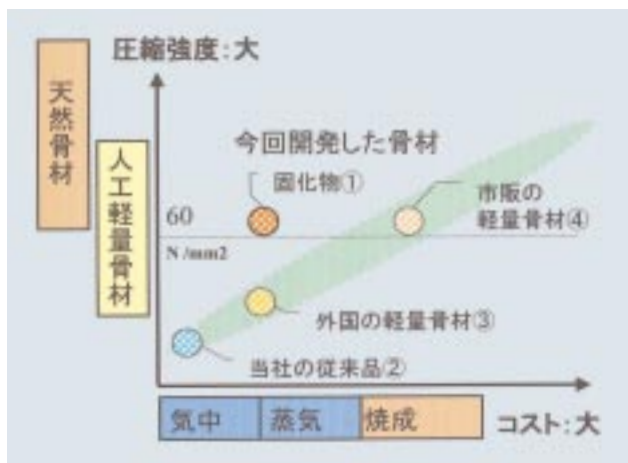 圧縮強度：大
天然骨材
人工軽量骨材
今回開発した骨材
固化物①
市販の
軽量骨材④
60
N/mm2
外国の軽量骨材③
当社の従来品②
気中
蒸気
焼成
コスト：大